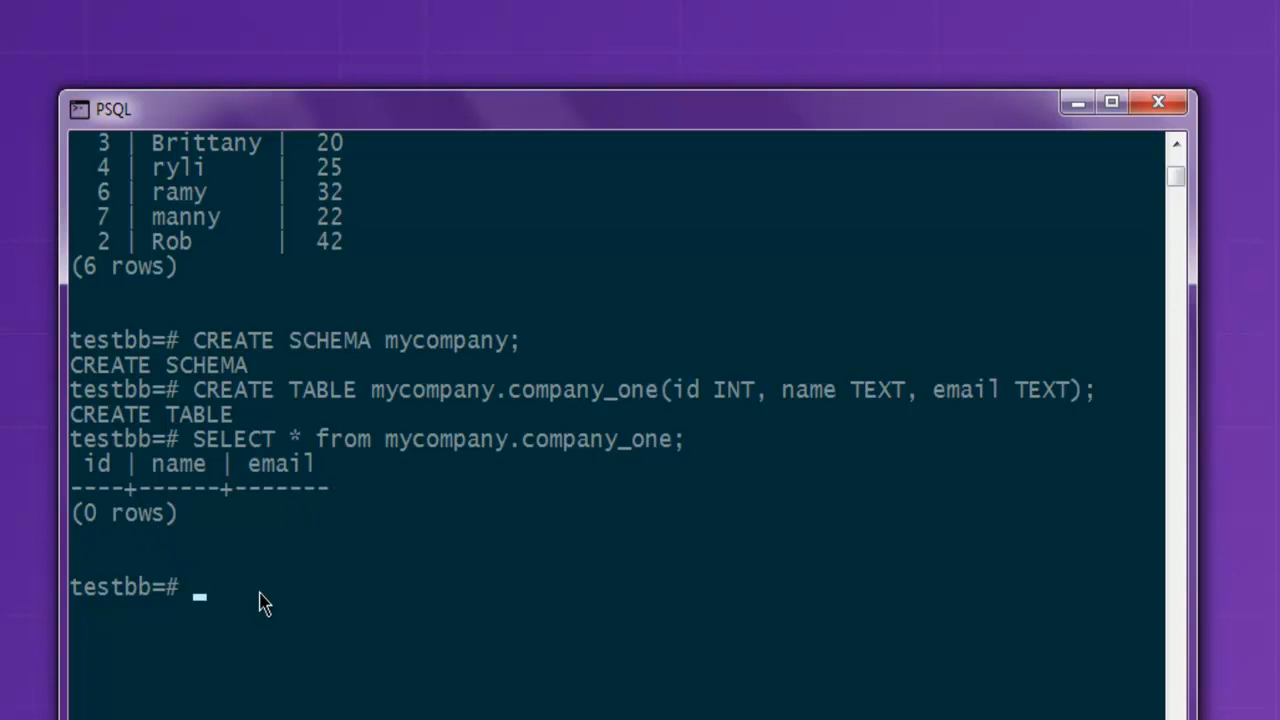 PSQL
3 | Brittany | 20
4 | ryli | 25
6 | ramy | 32
7 | manny | 22
2 | Rob | 42
(6 rows)
testbb=# CREATE SCHEMA mycompany;
CREATE SCHEMA
testbb=# CREATE TABLE mycompany.company_one(id INT, name TEXT, email TEXT);
CREATE TABLE
testbb=# SELECT * from mycompany.company_one;
id | name | email
----+------+-------
(0 rows)
testbb=#